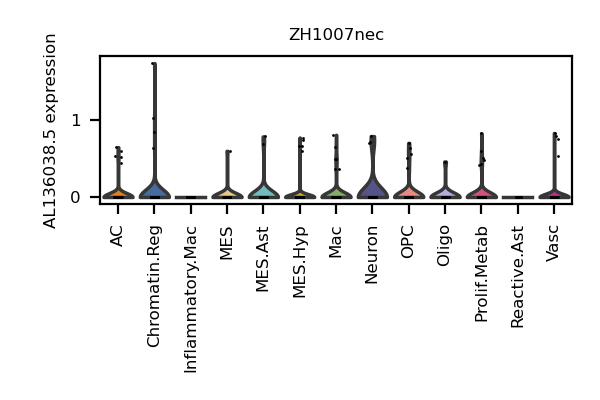 ZH1007nec
AL136038.5 expression
1
0
AC
Chromatin.Reg
Inflammatory.Mac
MES
MES.Ast
MES.Hyp
Mac
Neuron
OPC
Oligo
Prolif.Metab
Reactive.Ast
Vasc